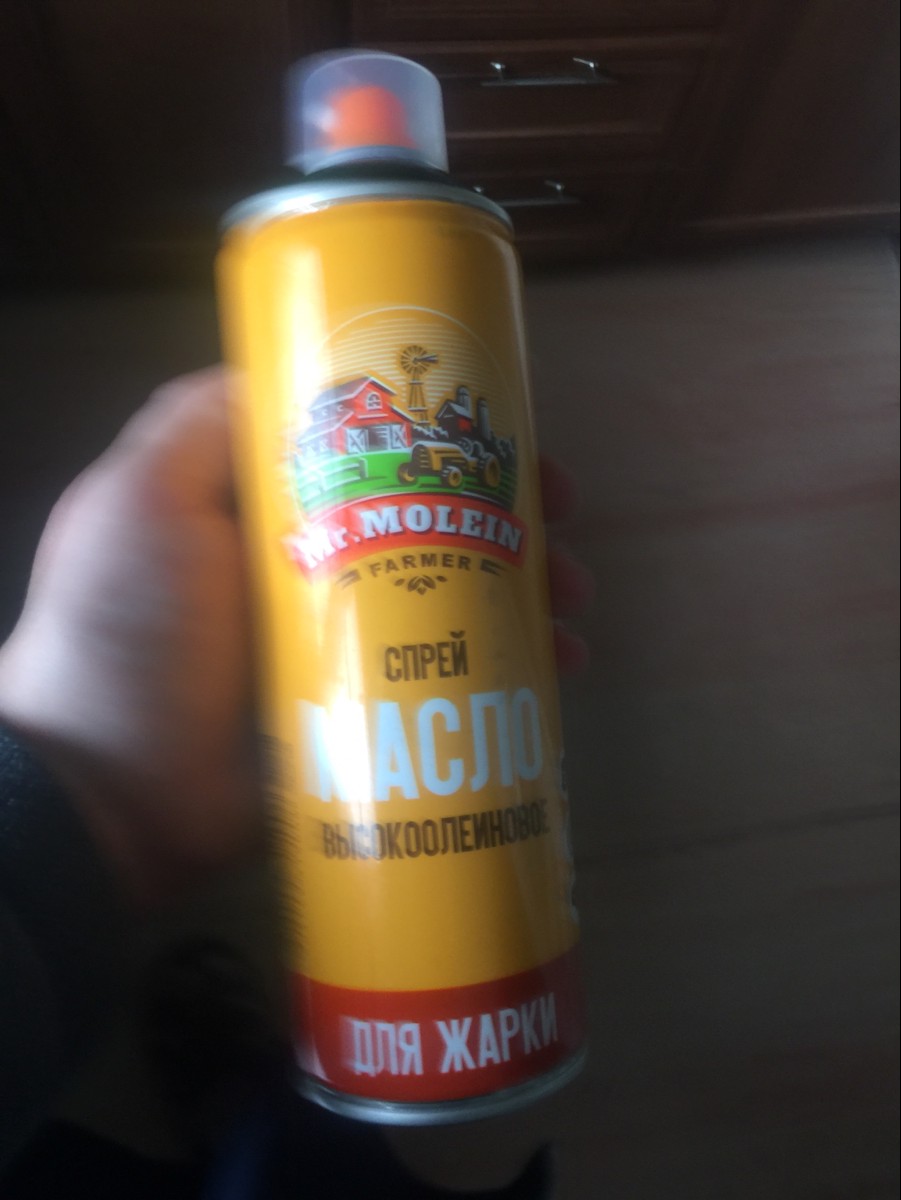 Mr. MOLEIN
FARMER
СПРЕЙ
МАСЛО
ВЫСОКООЛЕИНОВОЕ
ДЛЯ ЖАРКИ